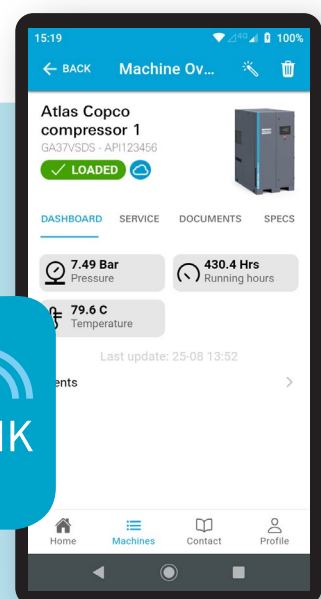 15:19
4G
100%
BACK
Machine Ov...
Atlas Copco
compressor 1
GA37VSDS - API123456
LOADED
DASHBOARD SERVICE DOCUMENTS SPECS
7.49 Bar
Pressure
430.4 Hrs
Running hours
79.6 C
Temperature
Last update: 25-08 13:52
Home Machines Contact Profile